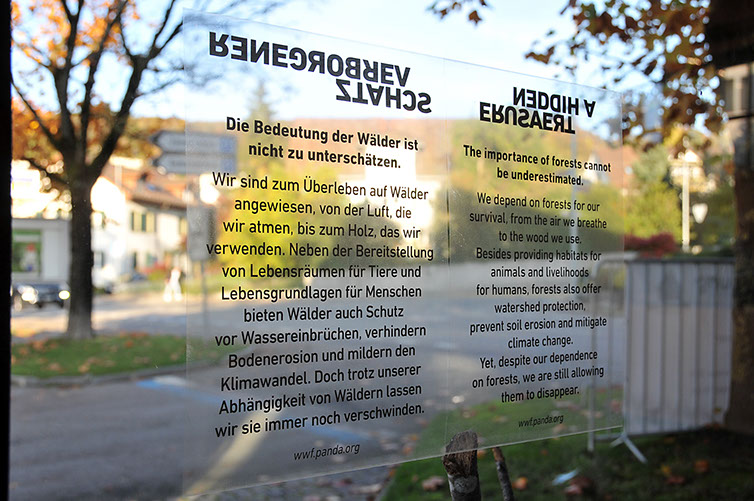 VERBORGENER
SCHATZ
Die Bedeutung der Wälder ist
nicht zu unterschätzen.
Wir sind zum Überleben auf Wälder
angewiesen, von der Luft, die
wir atmen, bis zum Holz, das wir
verwenden. Neben der Bereitstellung
von Lebensräumen für Tiere und
Lebensgrundlagen für Menschen
bieten Wälder auch Schutz
vor Wassereinbrüchen, verhindern
Bodenerosion und mildern den
Klimawandel. Doch trotz unserer
Abhängigkeit von Wäldern lassen
wir sie immer noch verschwinden.
wwf.panda.org
A HIDDEN
TREASURE
The importance of forests cannot
be underestimated.
We depend on forests for our
survival, from the air we breathe
to the wood we use.
Besides providing habitats for
animals and livelihoods
for humans, forests also offer
watershed protection,
prevent soil erosion and mitigate
climate change.
Yet, despite our dependence
on forests, we are still allowing
them to disappear.
wwf.panda.org